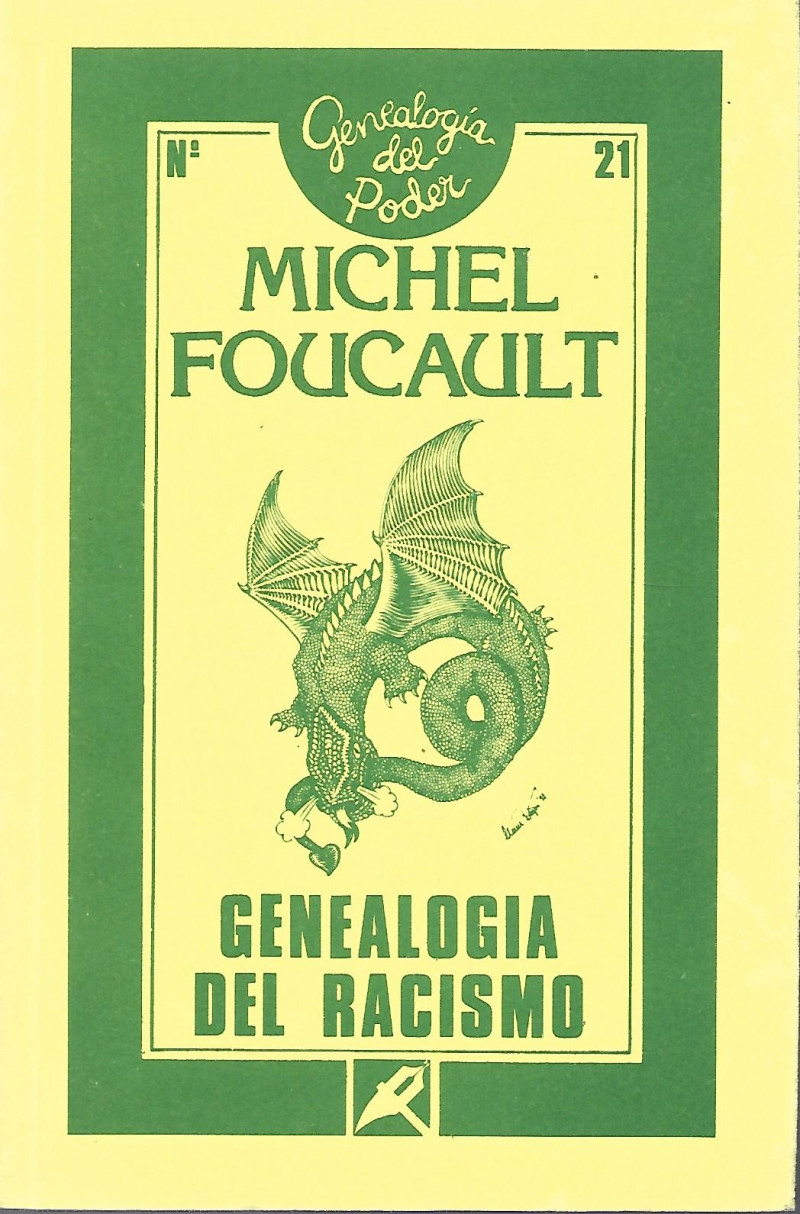 Genealogía
del
Poder
Nº 21
MICHEL
FOUCAULT
GENEALOGIA
DEL RACISMO